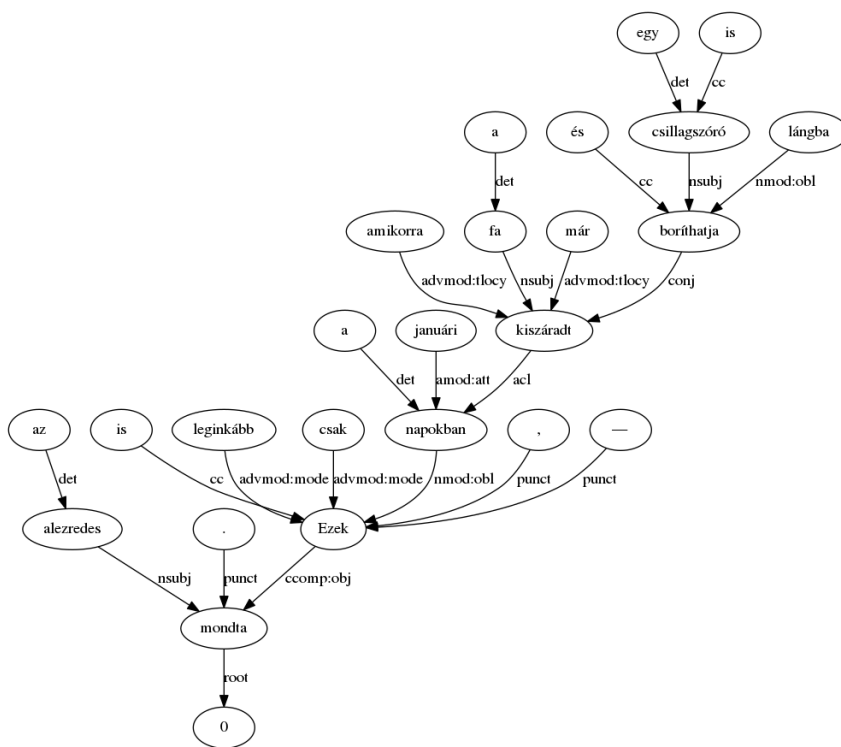 egy is
det cc
a és csillagszóró lángba
det cc nsubj nmod:obl
amikorra fa már boríthatja
advmod:tlocy nsubj advmod:tlocy conj
a januári kiszáradt
det amod:att acl
az is leginkább csak napokban , —
det cc advmod:mode advmod:mode nmod:obl punct punct
alezredes . Ezek
nsubj punct ccomp:obj
mondta
root
0